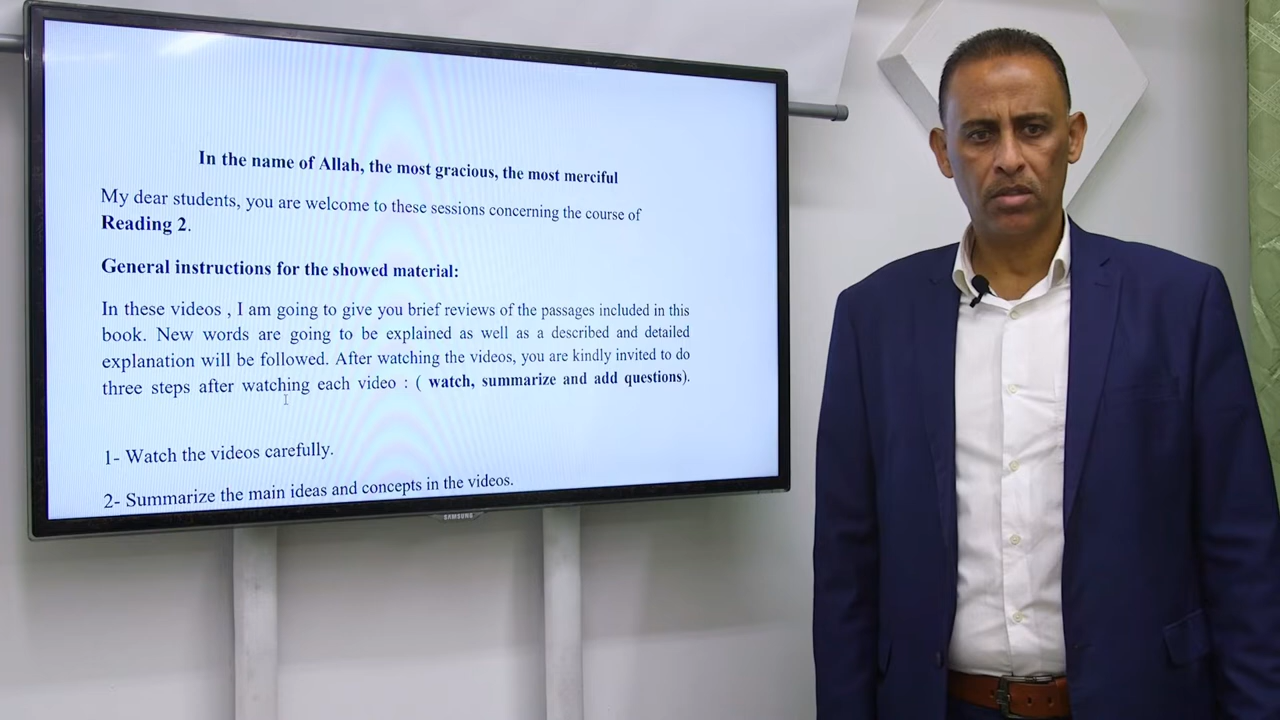 In the name of Allah, the most gracious, the most merciful
My dear students, you are welcome to these sessions concerning the course of
Reading 2.
General instructions for the showed material:
In these videos , I am going to give you brief reviews of the passages included in this
book. New words are going to be explained as well as a described and detailed
explanation will be followed. After watching the videos, you are kindly invited to do
three steps after watching each video : ( watch, summarize and add questions).
1- Watch the videos carefully.
2- Summarize the main ideas and concepts in the videos.
SAMSUNG